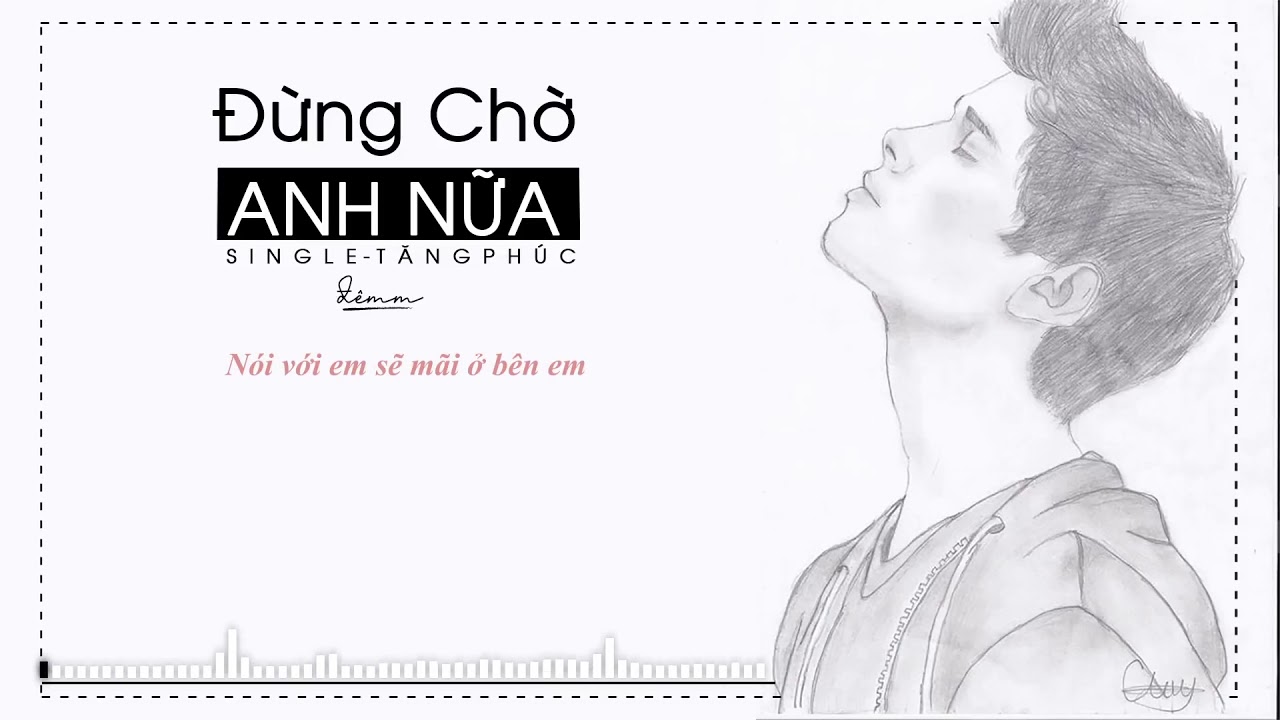 Đừng Chờ
ANH NỮA
SINGLE-TĂNGPHÚC
Đêmm
Nói với em sẽ mãi ở bên em